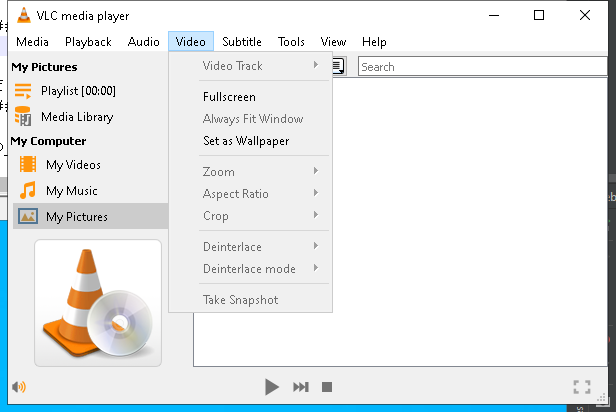 VLC media player
Media Playback Audio Video Subtitle Tools View Help
My Pictures
Playlist [00:00]
Media Library
My Computer
My Videos
My Music
My Pictures
Video Track
Fullscreen
Always Fit Window
Set as Wallpaper
Zoom
Aspect Ratio
Crop
Deinterlace
Deinterlace mode
Take Snapshot
Search